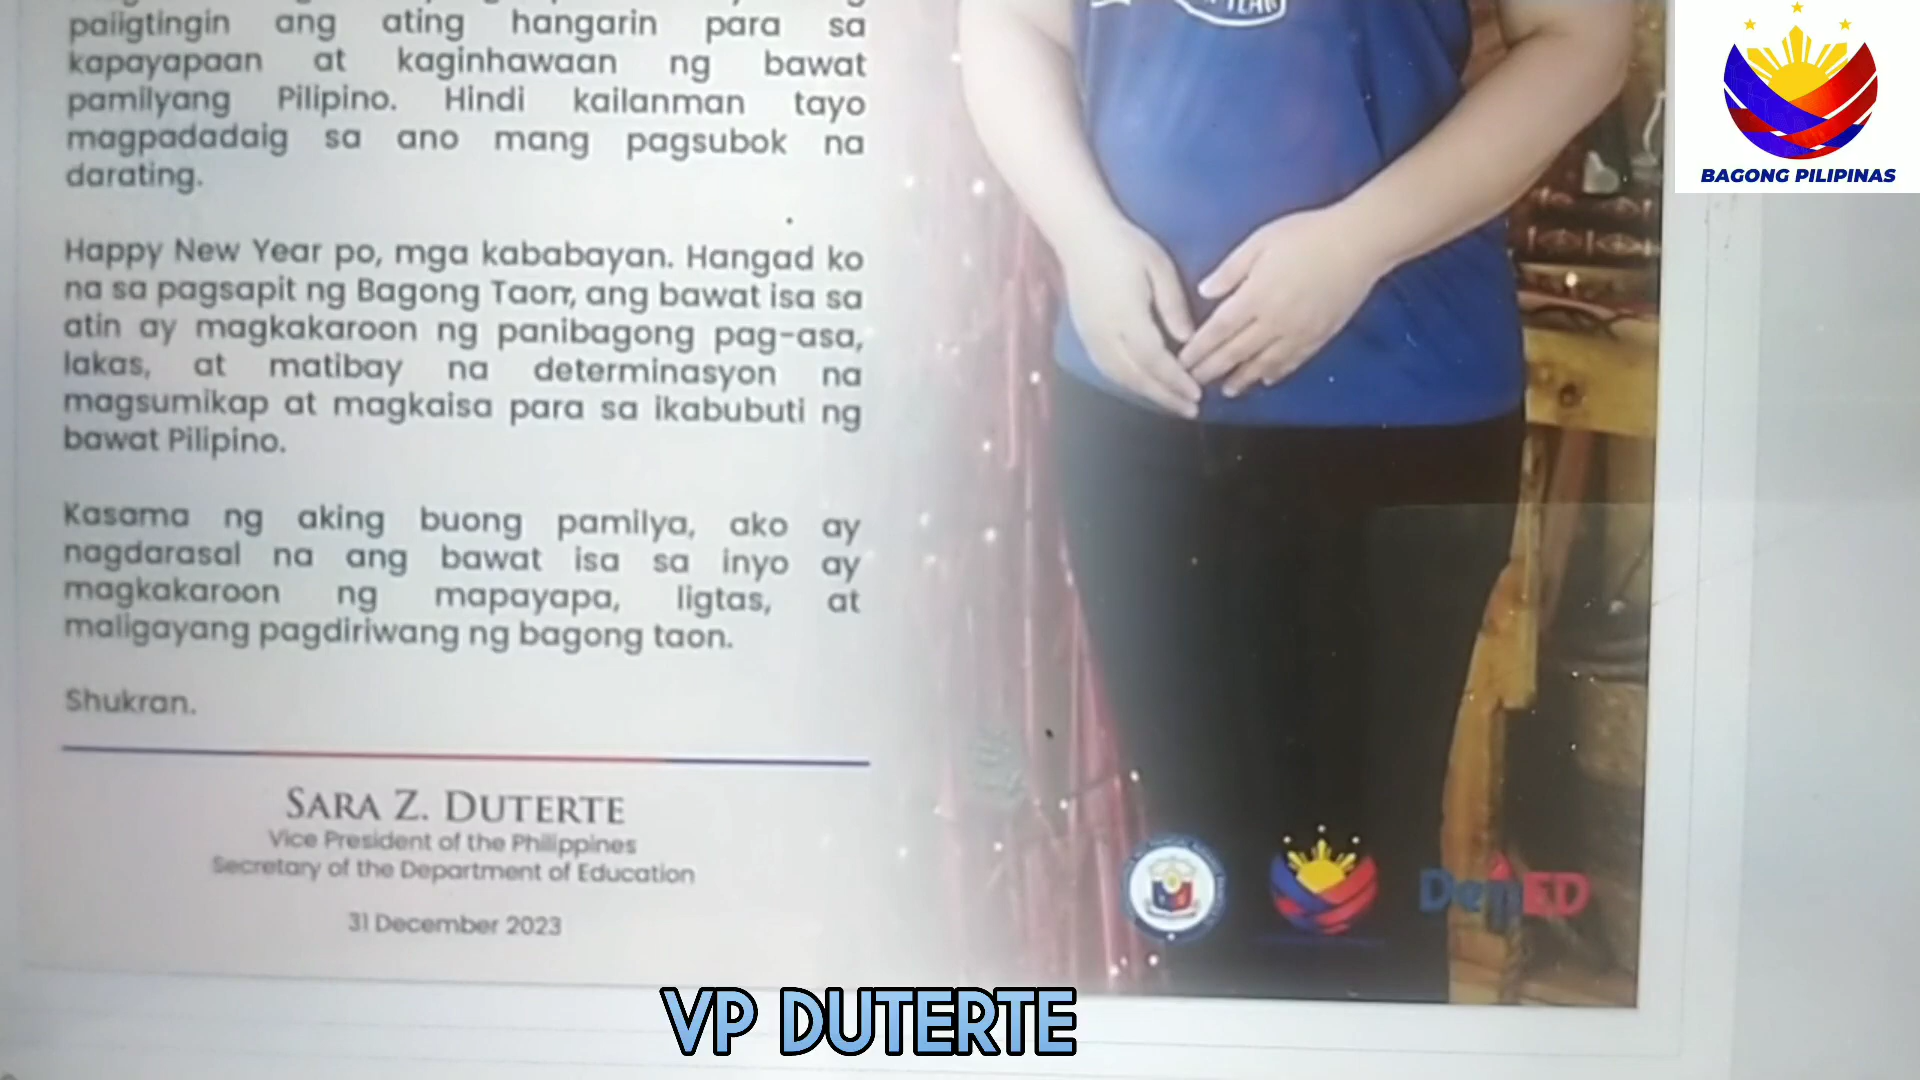 paiigtingin ang ating hangarin para sa
kapayapaan at kaginhawaan ng bawat
pamilyang Pilipino. Hindi kailanman tayo
magpadadaig sa ano mang pagsubok na
darating.
Happy New Year po, mga kababayan. Hangad ko
na sa pagsapit ng Bagong Taon, ang bawat isa sa
atin ay magkakaroon ng panibagong pag-asa,
lakas, at matibay na determinasyon na
magsumikap at magkaisa para sa ikabubuti ng
bawat Pilipino.
Kasama ng aking buong pamilya, ako ay
nagdarasal na ang bawat isa sa inyo ay
magkakaroon ng mapayapa, ligtas, at
maligayang pagdiriwang ng bagong taon.
Shukran.
SARA Z. DUTERTE
Vice President of the Philippines
Secretary of the Department of Education
31 December 2023
BAGONG PILIPINAS
DepED
VP DUTERTE